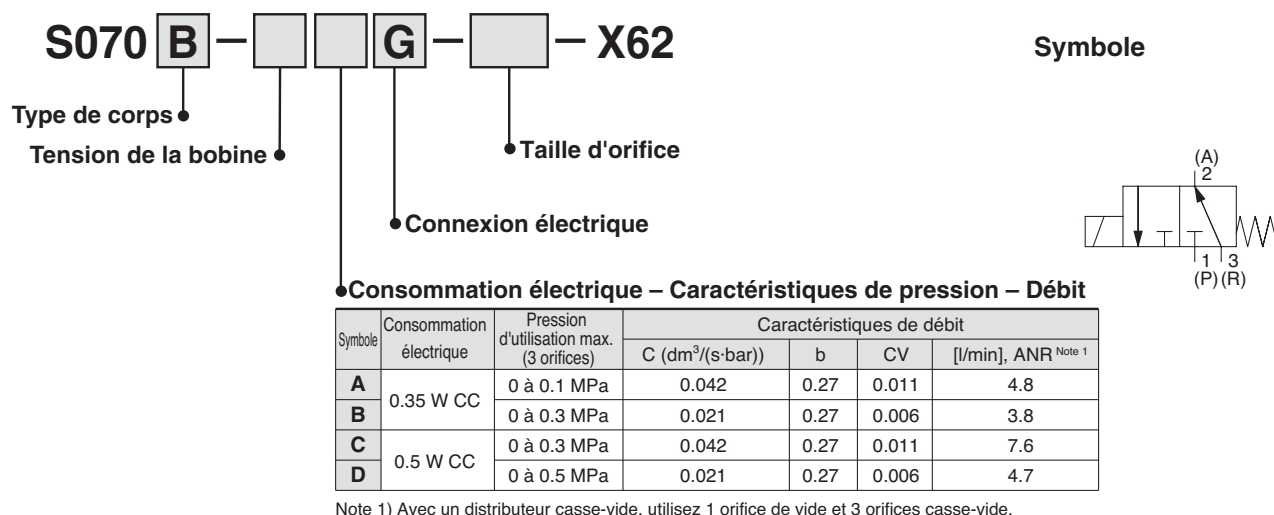 S070 B – G – – X62
Symbole
Type de corps
Tension de la bobine
Taille d'orifice
Connexion électrique
(A)
2
1 3
(P) (R)
Consommation électrique – Caractéristiques de pression – Débit
Symbole Consommation électrique Pression d'utilisation max. (3 orifices) Caractéristiques de débit
C (dm³/(s·bar)) b CV [l/min], ANR Note 1
A 0.35 W CC 0 à 0.1 MPa 0.042 0.27 0.011 4.8
B 0 à 0.3 MPa 0.021 0.27 0.006 3.8
C 0.5 W CC 0 à 0.3 MPa 0.042 0.27 0.011 7.6
D 0 à 0.5 MPa 0.021 0.27 0.006 4.7
Note 1) Avec un distributeur casse-vide, utilisez 1 orifice de vide et 3 orifices casse-vide.